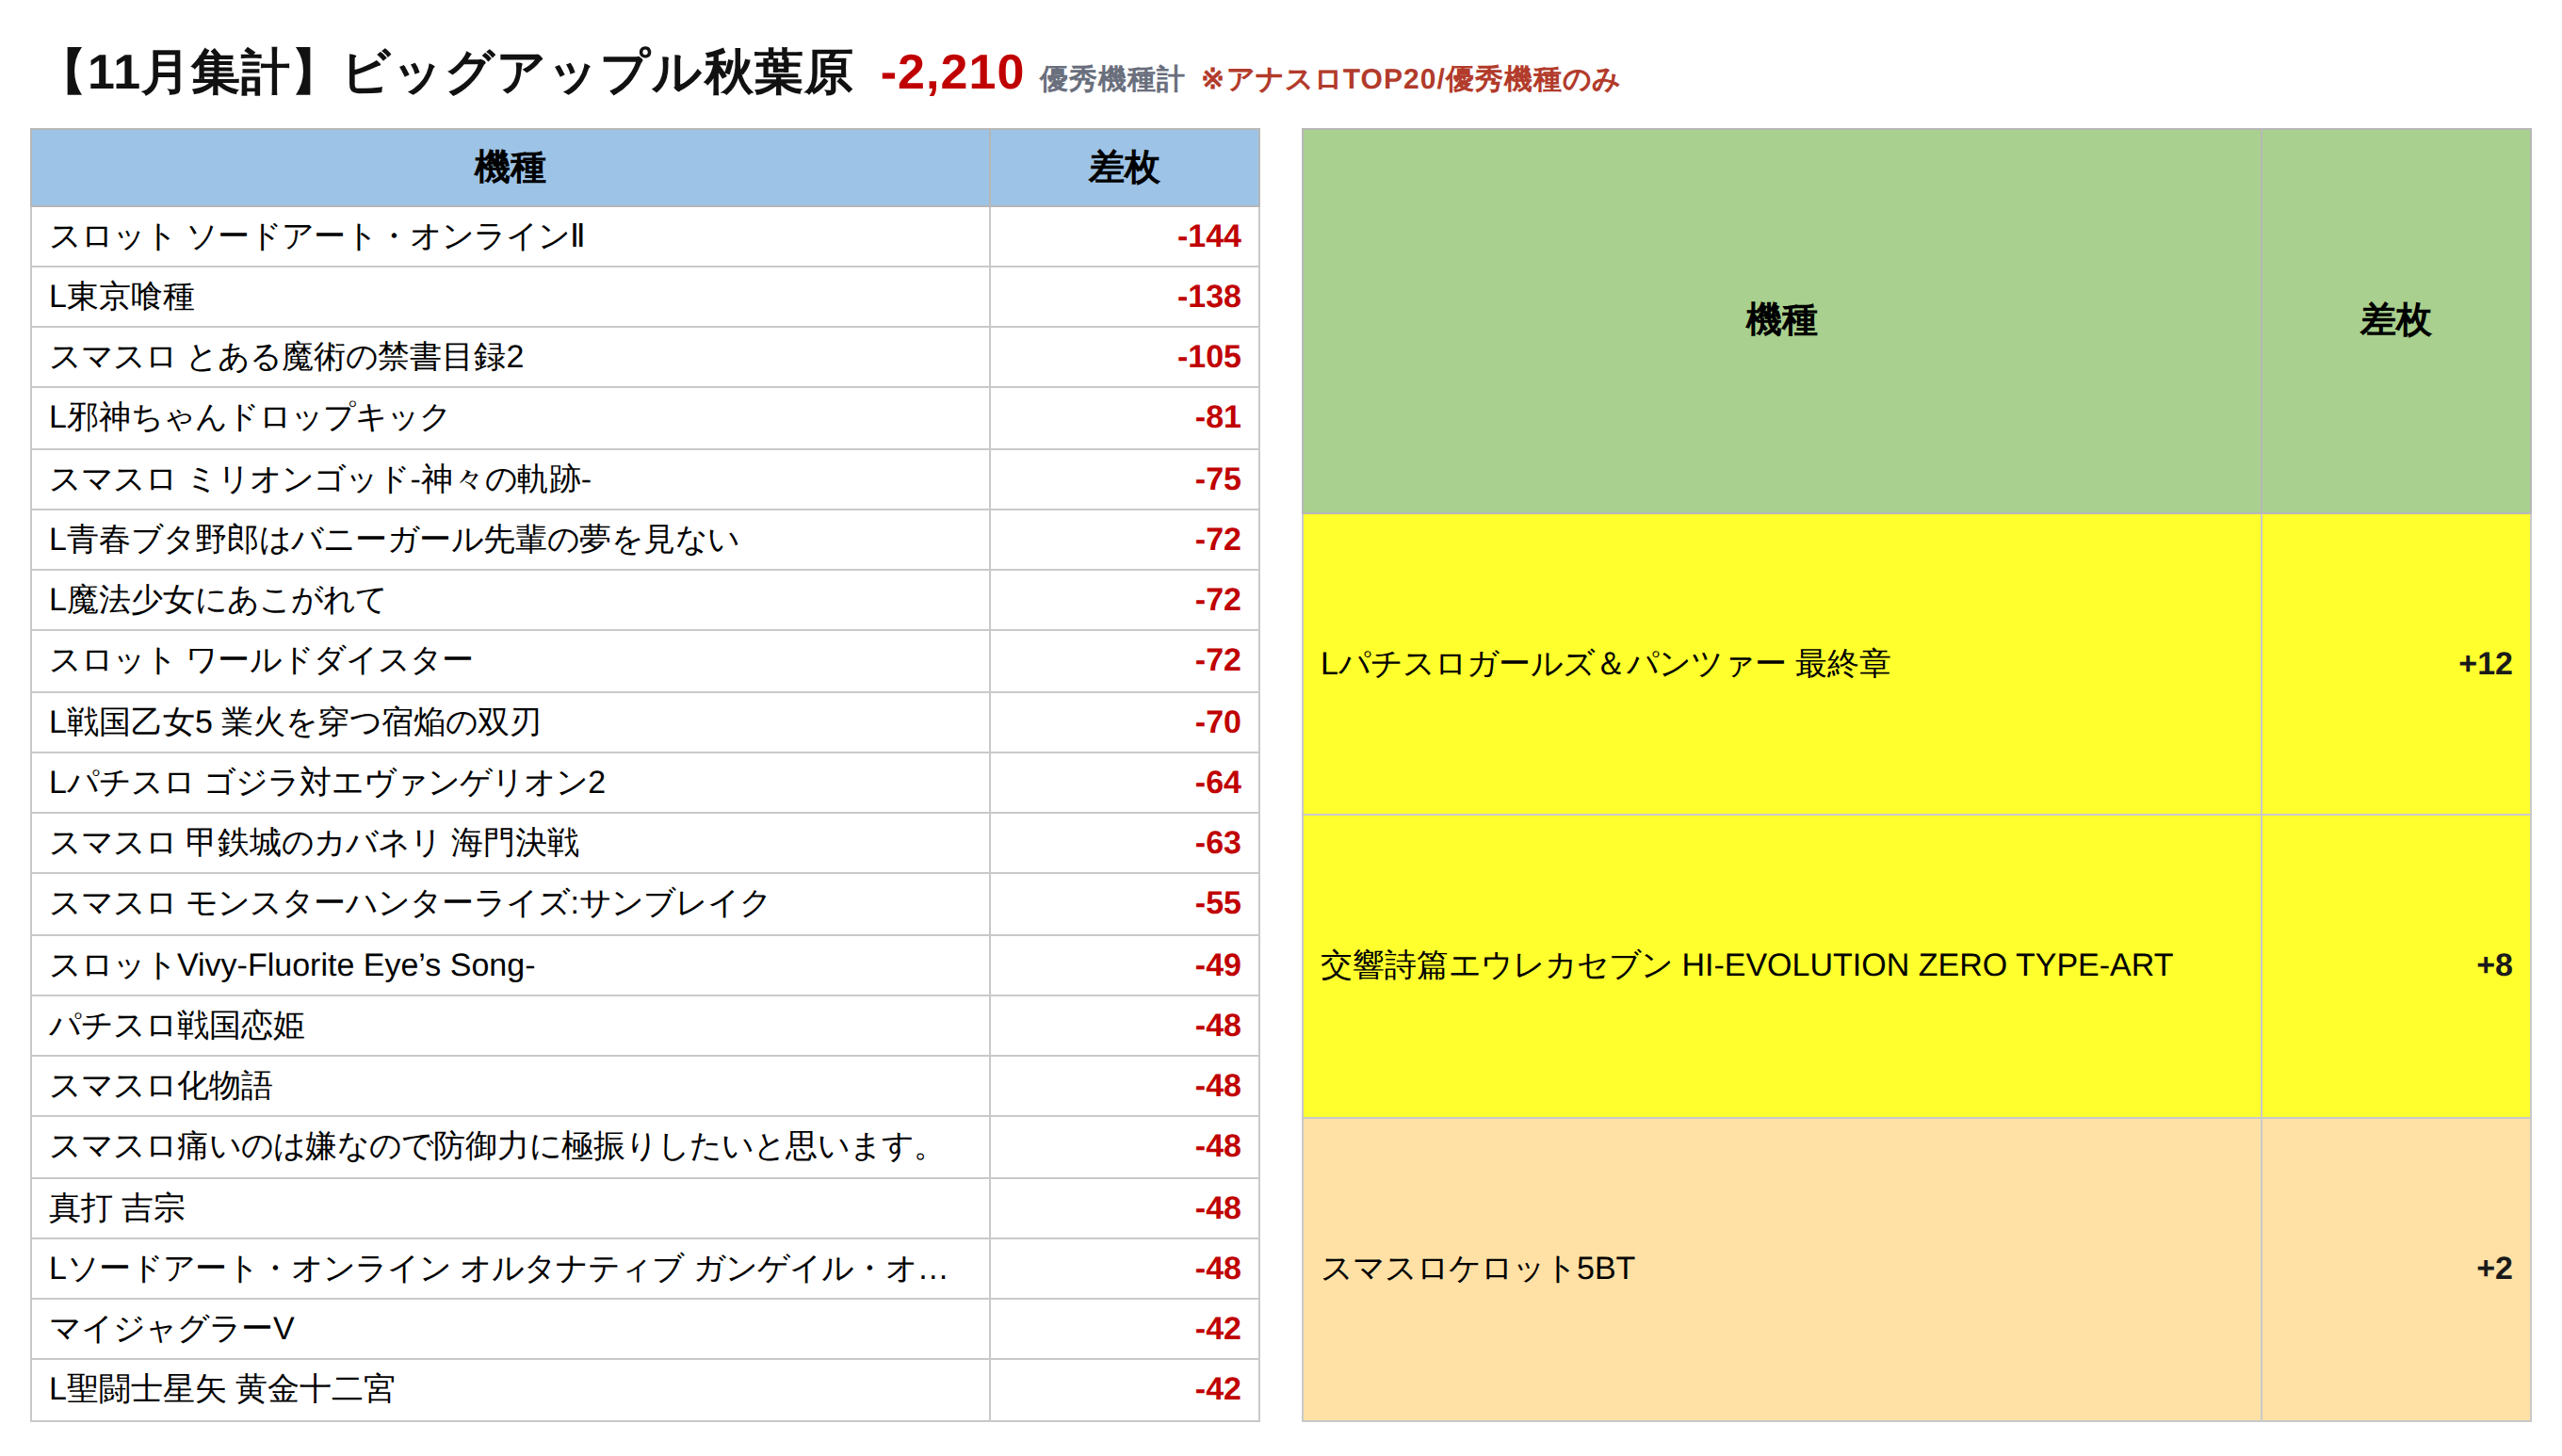 【11月集計】ビッグアップル秋葉原 -2,210 優秀機種計 ※アナスロTOP20/優秀機種のみ
機種 差枚
スロット ソードアート・オンラインⅡ -144
L東京喰種 -138
スマスロ とある魔術の禁書目録2 -105
L邪神ちゃんドロップキック -81
スマスロ ミリオンゴッド-神々の軌跡- -75
L青春ブタ野郎はバニーガール先輩の夢を見ない -72
L魔法少女にあこがれて -72
スロット ワールドダイスター -72
L戦国乙女5 業火を穿つ宿焔の双刃 -70
Lパチスロ ゴジラ対エヴァンゲリオン2 -64
スマスロ 甲鉄城のカバネリ 海門決戦 -63
スマスロ モンスターハンターライズ:サンブレイク -55
スロットVivy-Fluorite Eye’s Song- -49
パチスロ戦国恋姫 -48
スマスロ化物語 -48
スマスロ痛いのは嫌なので防御力に極振りしたいと思います。 -48
真打 吉宗 -48
Lソードアート・オンライン オルタナティブ ガンゲイル・オ… -48
マイジャグラーV -42
L聖闘士星矢 黄金十二宮 -42
機種 差枚
Lパチスロガールズ＆パンツァー 最終章 +12
交響詩篇エウレカセブン HI-EVOLUTION ZERO TYPE-ART +8
スマスロケロット5BT +2